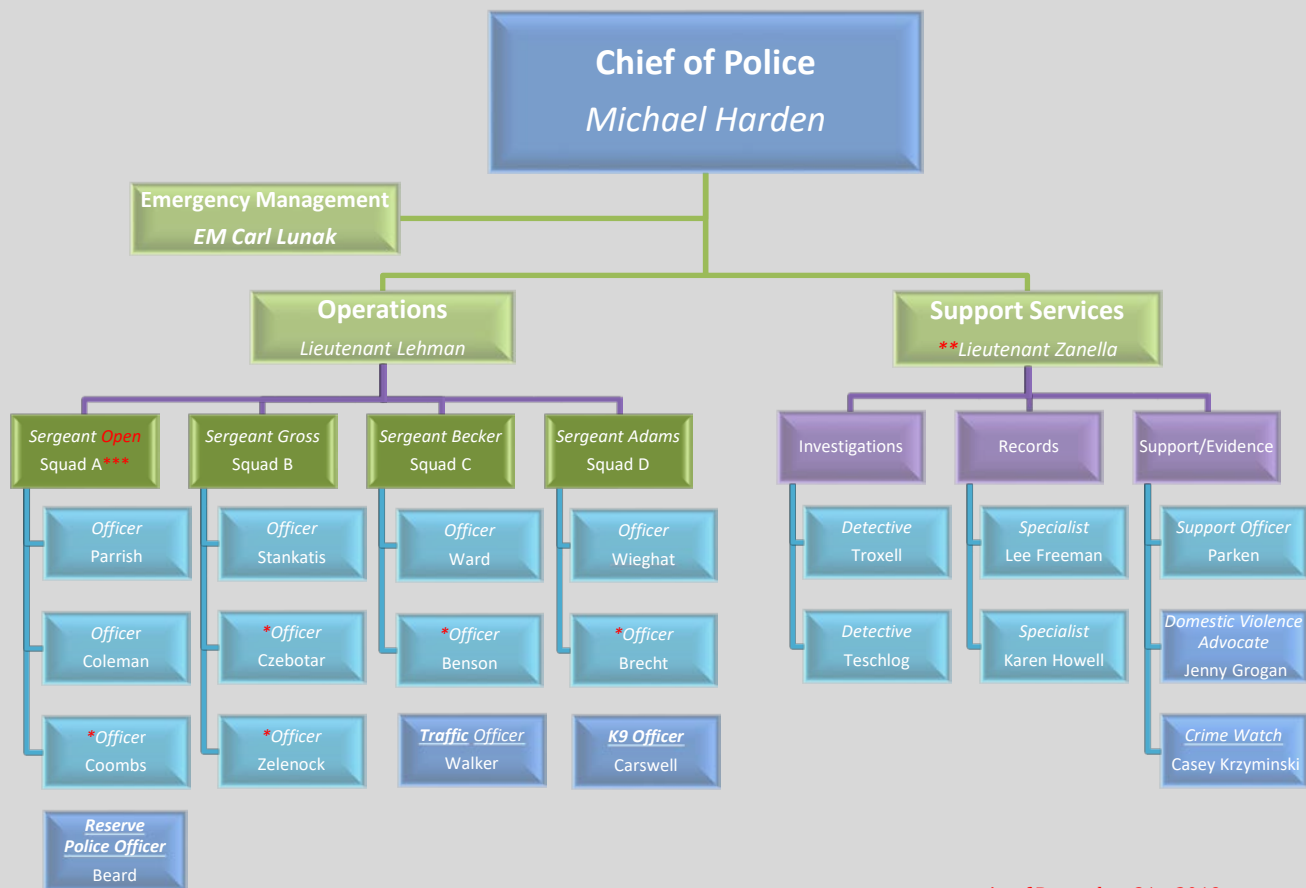 Chief of Police
Michael Harden
Emergency Management
EM Carl Lunak
Operations
Lieutenant Lehman
Support Services
**Lieutenant Zanella
Sergeant Open
Squad A***
Sergeant Gross
Squad B
Sergeant Becker
Squad C
Sergeant Adams
Squad D
Investigations
Records
Support/Evidence
Officer
Parrish
Officer
Stankatis
Officer
Ward
Officer
Wieghat
Detective
Troxell
Specialist
Lee Freeman
Support Officer
Parken
Officer
Coleman
*Officer
Czebotar
*Officer
Benson
*Officer
Brecht
Detective
Teschlog
Specialist
Karen Howell
Domestic Violence
Advocate
Jenny Grogan
*Officer
Coombs
*Officer
Zelenock
Traffic Officer
Walker
K9 Officer
Carswell
Crime Watch
Casey Krzyminski
Reserve
Police Officer
Beard